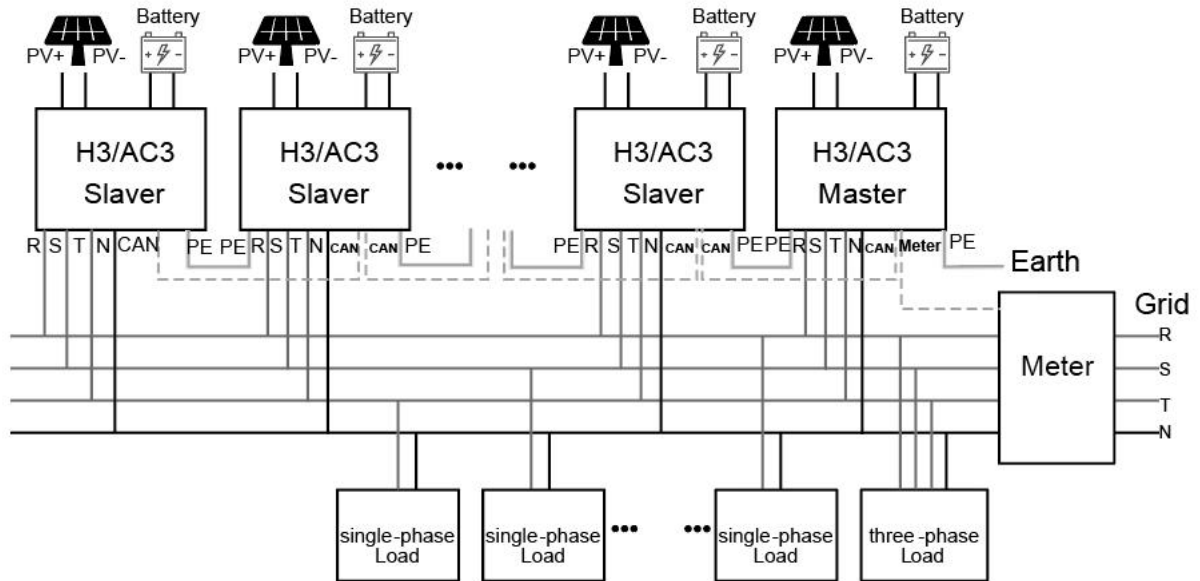 Battery Battery Battery Battery
PV+ PV- PV+ PV- PV+ PV- PV+ PV-
H3/AC3
Slaver
H3/AC3
Slaver
••• •••
H3/AC3
Slaver
H3/AC3
Master
R S T N CAN PE PE R S T N CAN CAN PE PE R S T N CAN CAN PE PE R S T N CAN Meter PE
Earth
Grid
Meter
R
S
T
N
single-phase
Load
single-phase
Load
••• •••
single-phase
Load
three-phase
Load